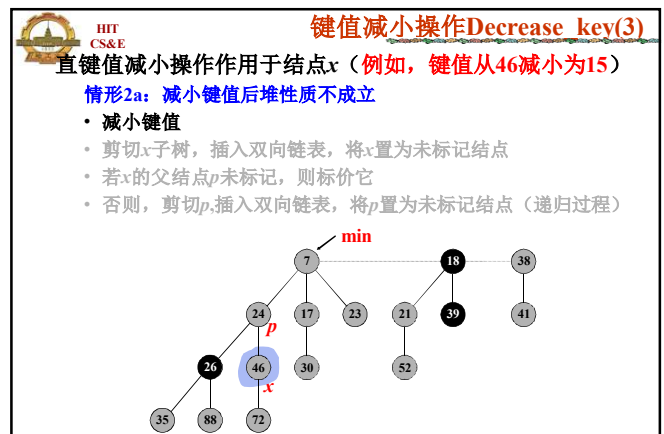 HIT
CS&E
键值减小操作Decrease_key(3)
直键值减小操作作用于结点x（例如，键值从46减小为15）
情形2a：减小键值后堆性质不成立
• 减小键值
• 剪切x子树，插入双向链表，将x置为未标记结点
• 若x的父结点p未标记，则标价它
• 否则，剪切p,插入双向链表，将p置为未标记结点（递归过程）
min
7 18 38
24 17 23 21 39 41
p
26 46 30 52
x
35 88 72